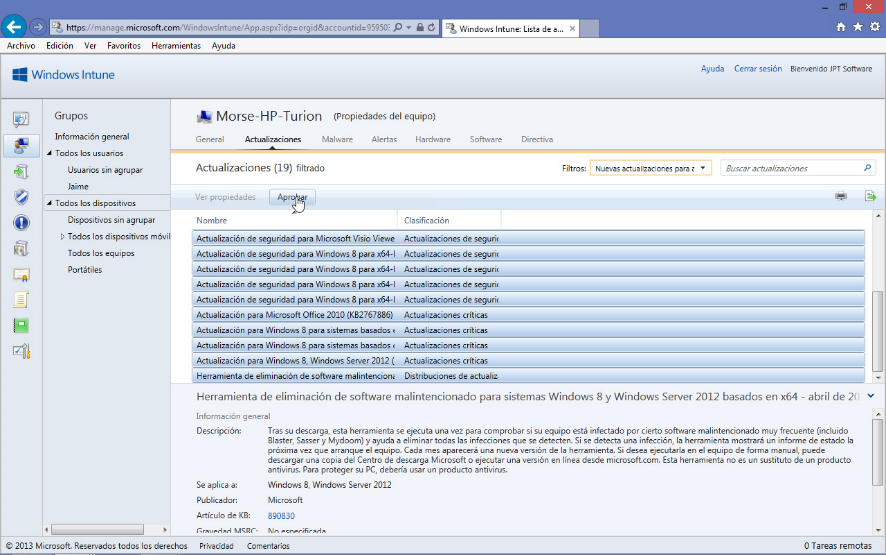 https://manage.microsoft.com/WindowsIntune/App.aspx?idp=orgid&accountid=95950:
Windows Intune: Lista de a...
Archivo Edición Ver Favoritos Herramientas Ayuda
Windows Intune
Ayuda Cerrar sesión Bienvenido JPT Software
Grupos
Información general
Todos los usuarios
Usuarios sin agrupar
Jaime
Todos los dispositivos
Dispositivos sin agrupar
Todos los dispositivos móvil
Todos los equipos
Portátiles
Morse-HP-Turion (Propiedades del equipo)
General Actualizaciones Malware Alertas Hardware Software Directiva
Actualizaciones (19) filtrado
Filtros: Nuevas actualizaciones para a
Buscar actualizaciones
Ver propiedades Aprobar
Nombre Clasificación
Actualización de seguridad para Microsoft Visio Viewe Actualizaciones de seguric
Actualización de seguridad para Windows 8 para x64-l Actualizaciones de seguric
Actualización de seguridad para Windows 8 para x64-l Actualizaciones de seguric
Actualización de seguridad para Windows 8 para x64-l Actualizaciones de seguric
Actualización de seguridad para Windows 8 para x64-l Actualizaciones de seguric
Actualización para Microsoft Office 2010 (KB2767886) Actualizaciones críticas
Actualización para Windows 8 para sistemas basados e Actualizaciones críticas
Actualización para Windows 8 para sistemas basados e Actualizaciones críticas
Actualización para Windows 8, Windows Server 2012 ( Actualizaciones críticas
Herramienta de eliminación de software malintenciona Distribuciones de actualiz
Herramienta de eliminación de software malintencionado para sistemas Windows 8 y Windows Server 2012 basados en x64 - abril de 20
Información general
Descripción: Tras su descarga, esta herramienta se ejecuta una vez para comprobar si su equipo está infectado por cierto software malintencionado muy frecuente (incluido
Blaster, Sasser y Mydoom) y ayuda a eliminar todas las infecciones que se detecten. Si se detecta una infección, la herramienta mostrará un informe de estado la
próxima vez que arranque el equipo. Cada mes aparecerá una nueva versión de la herramienta. Si desea ejecutarla en el equipo de forma manual, puede
descargar una copia del Centro de descarga Microsoft o ejecutar una versión en línea desde microsoft.com. Esta herramienta no es un sustituto de un producto
antivirus. Para proteger su PC, debería usar un producto antivirus.
Se aplica a: Windows 8, Windows Server 2012
Publicador: Microsoft
Artículo de KB: 890830
Gravedad MSRC: No especificada
© 2013 Microsoft. Reservados todos los derechos Privacidad Comentarios 0 Tareas remotas